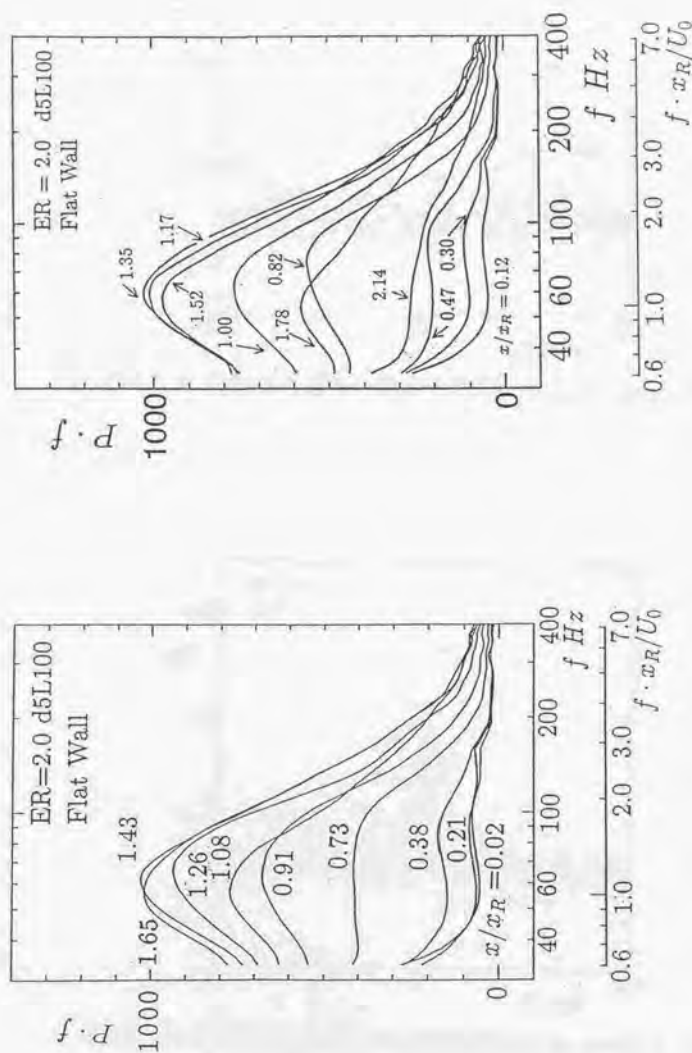 P · f
1000
0
ER = 2.0 d5L100
Flat Wall
1.35
1.17
1.52
1.00
0.82
1.78
2.14
0.47
0.30
x/x_R = 0.12
40 60 100 200 400
f Hz
0.6 1.0 2.0 3.0 7.0
f · x_R/U_0
P · f
1000
0
ER=2.0 d5L100
Flat Wall
1.43
1.65
1.26
1.08
0.91
0.73
0.38
0.21
x/x_R =0.02
40 60 100 200 400
f Hz
0.6 1.0 2.0 3.0 7.0
f · x_R/U_0